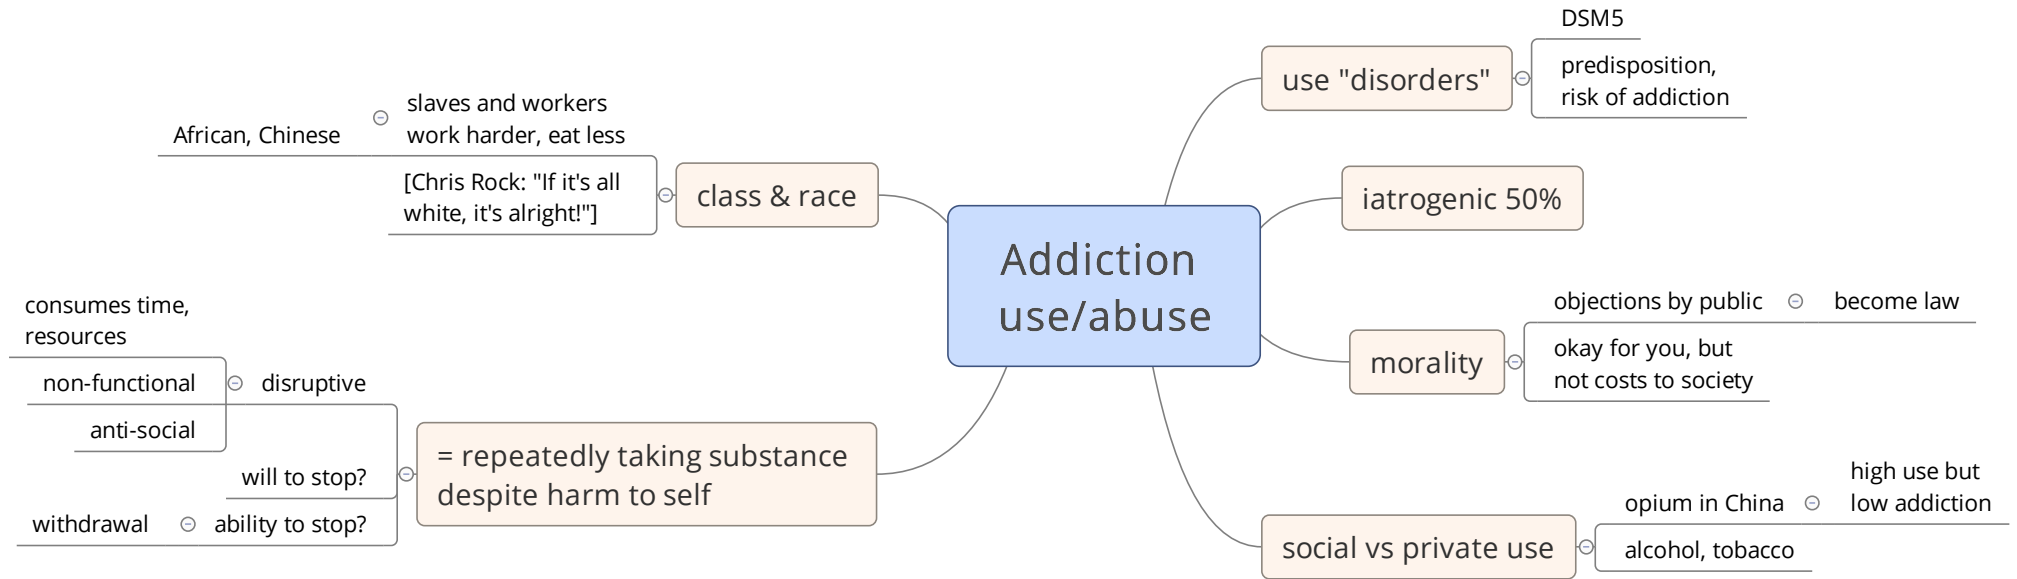 Addiction
use/abuse
use "disorders"
DSM5
predisposition,
risk of addiction
iatrogenic 50%
morality
objections by public
become law
okay for you, but
not costs to society
social vs private use
opium in China
high use but
low addiction
alcohol, tobacco
class & race
slaves and workers
work harder, eat less
African, Chinese
[Chris Rock: "If it's all
white, it's alright!"]
= repeatedly taking substance
despite harm to self
disruptive
consumes time,
resources
non-functional
anti-social
will to stop?
ability to stop?
withdrawal